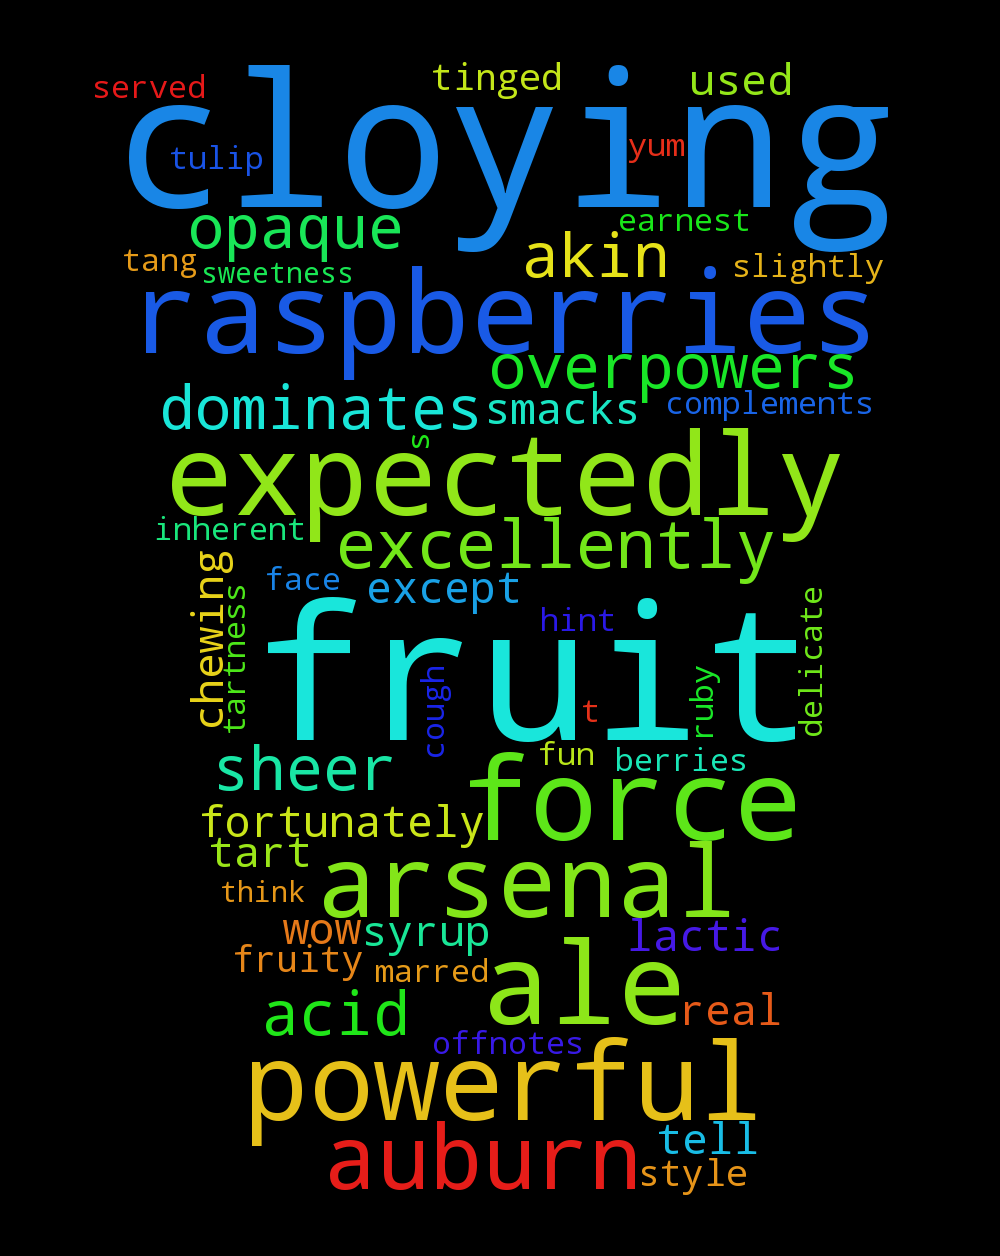 served
tinged
used
cloying
tulip
yum
opaque
earnest
akin
tang
sweetness
slightly
raspberries
overpowers
dominates
smacks
complements
s
expectedly
inherent
excellently
chewing
face
except
tartness
hint
delicate
fruit
cough
t
ruby
sheer
fun
berries
force
fortunately
tart
arsenal
think
wow
syrup
lactic
fruity
marred
ale
acid
real
offnotes
powerful
auburn
tell
style